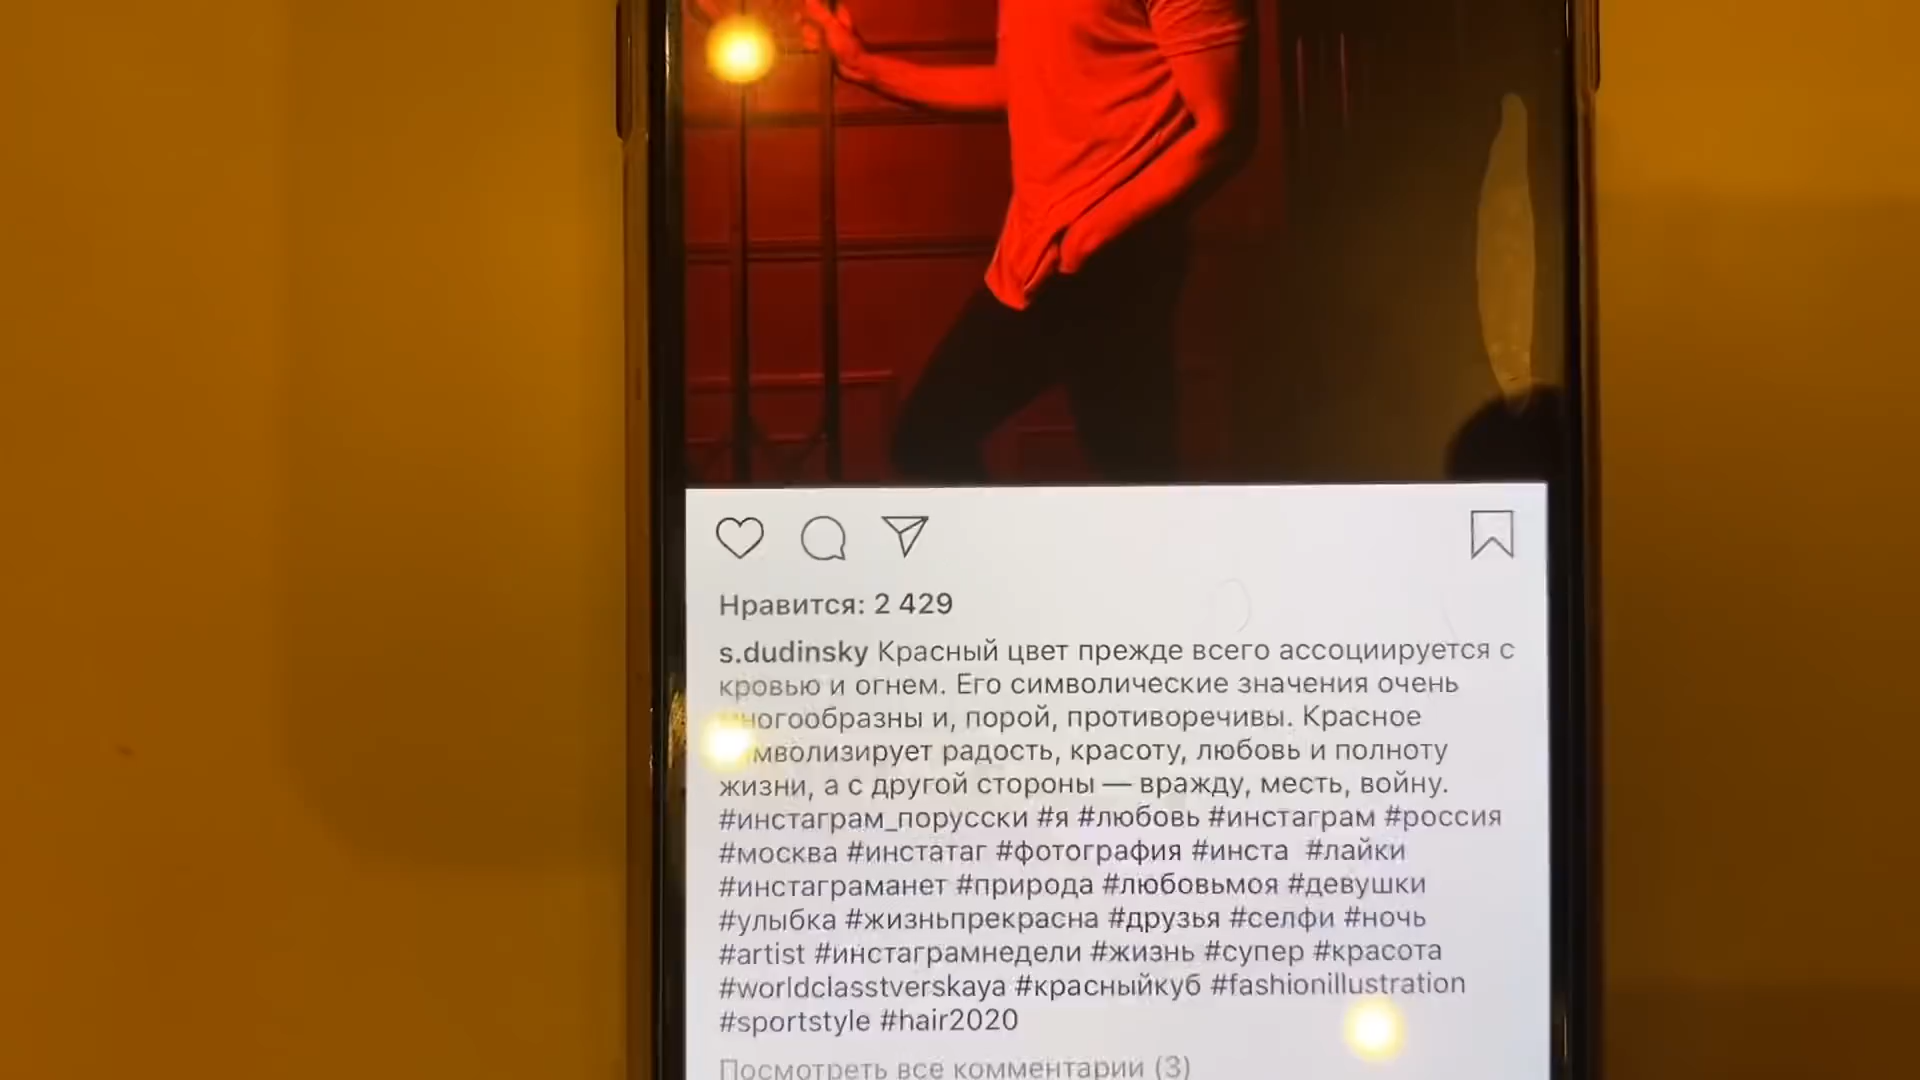 Нравится: 2 429
s.dudinsky Красный цвет прежде всего ассоциируется с
кровью и огнем. Его символические значения очень
многообразны и, порой, противоречивы. Красное
символизирует радость, красоту, любовь и полноту
жизни, а с другой стороны — вражду, месть, войну.
#инстаграм_порусски #я #любовь #инстаграм #россия
#москва #инстатаг #фотография #инста #лайки
#инстаграманет #природа #любовьмоя #девушки
#улыбка #жизньпрекрасна #друзья #селфи #ночь
#artist #инстаграмнедели #жизнь #супер #красота
#worldclasstverskaya #красныйкуб #fashionillustration
#sportstyle #hair2020
Посмотреть все комментарии (3)